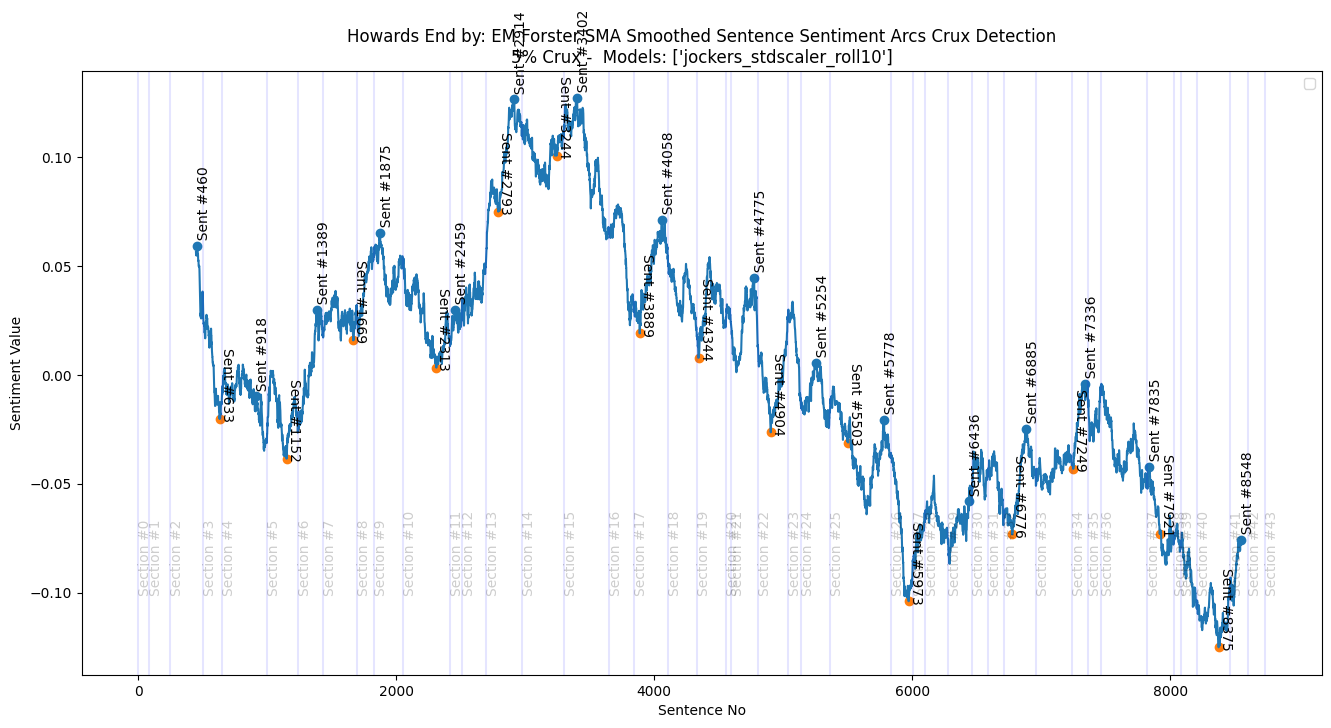 Howards End by: EM Forster SMA Smoothed Sentence Sentiment Arcs Crux Detection
5% Crux - Models: ['jockers_stdscaler_roll10']
Sentiment Value
0.10
0.05
0.00
−0.05
−0.10
Sent #460
Sent #633
Sent #918
Sent #1152
Sent #1389
Sent #1669
Sent #1875
Sent #2313
Sent #2459
Sent #2793
Sent #2914
Sent #3244
Sent #3402
Sent #3889
Sent #4058
Sent #4344
Sent #4775
Sent #4904
Sent #5254
Sent #5503
Sent #5778
Sent #5973
Sent #6436
Sent #6776
Sent #6885
Sent #7249
Sent #7336
Sent #7835
Sent #7921
Sent #8375
Sent #8548
Section #0
Section #1
Section #2
Section #3
Section #4
Section #5
Section #6
Section #7
Section #8
Section #9
Section #10
Section #11
Section #12
Section #13
Section #14
Section #15
Section #16
Section #17
Section #18
Section #19
Section #20
Section #21
Section #22
Section #23
Section #24
Section #25
Section #26
Section #28
Section #29
Section #30
Section #31
Section #33
Section #34
Section #35
Section #36
Section #40
Section #41
Section #43
0
2000
4000
6000
8000
Sentence No